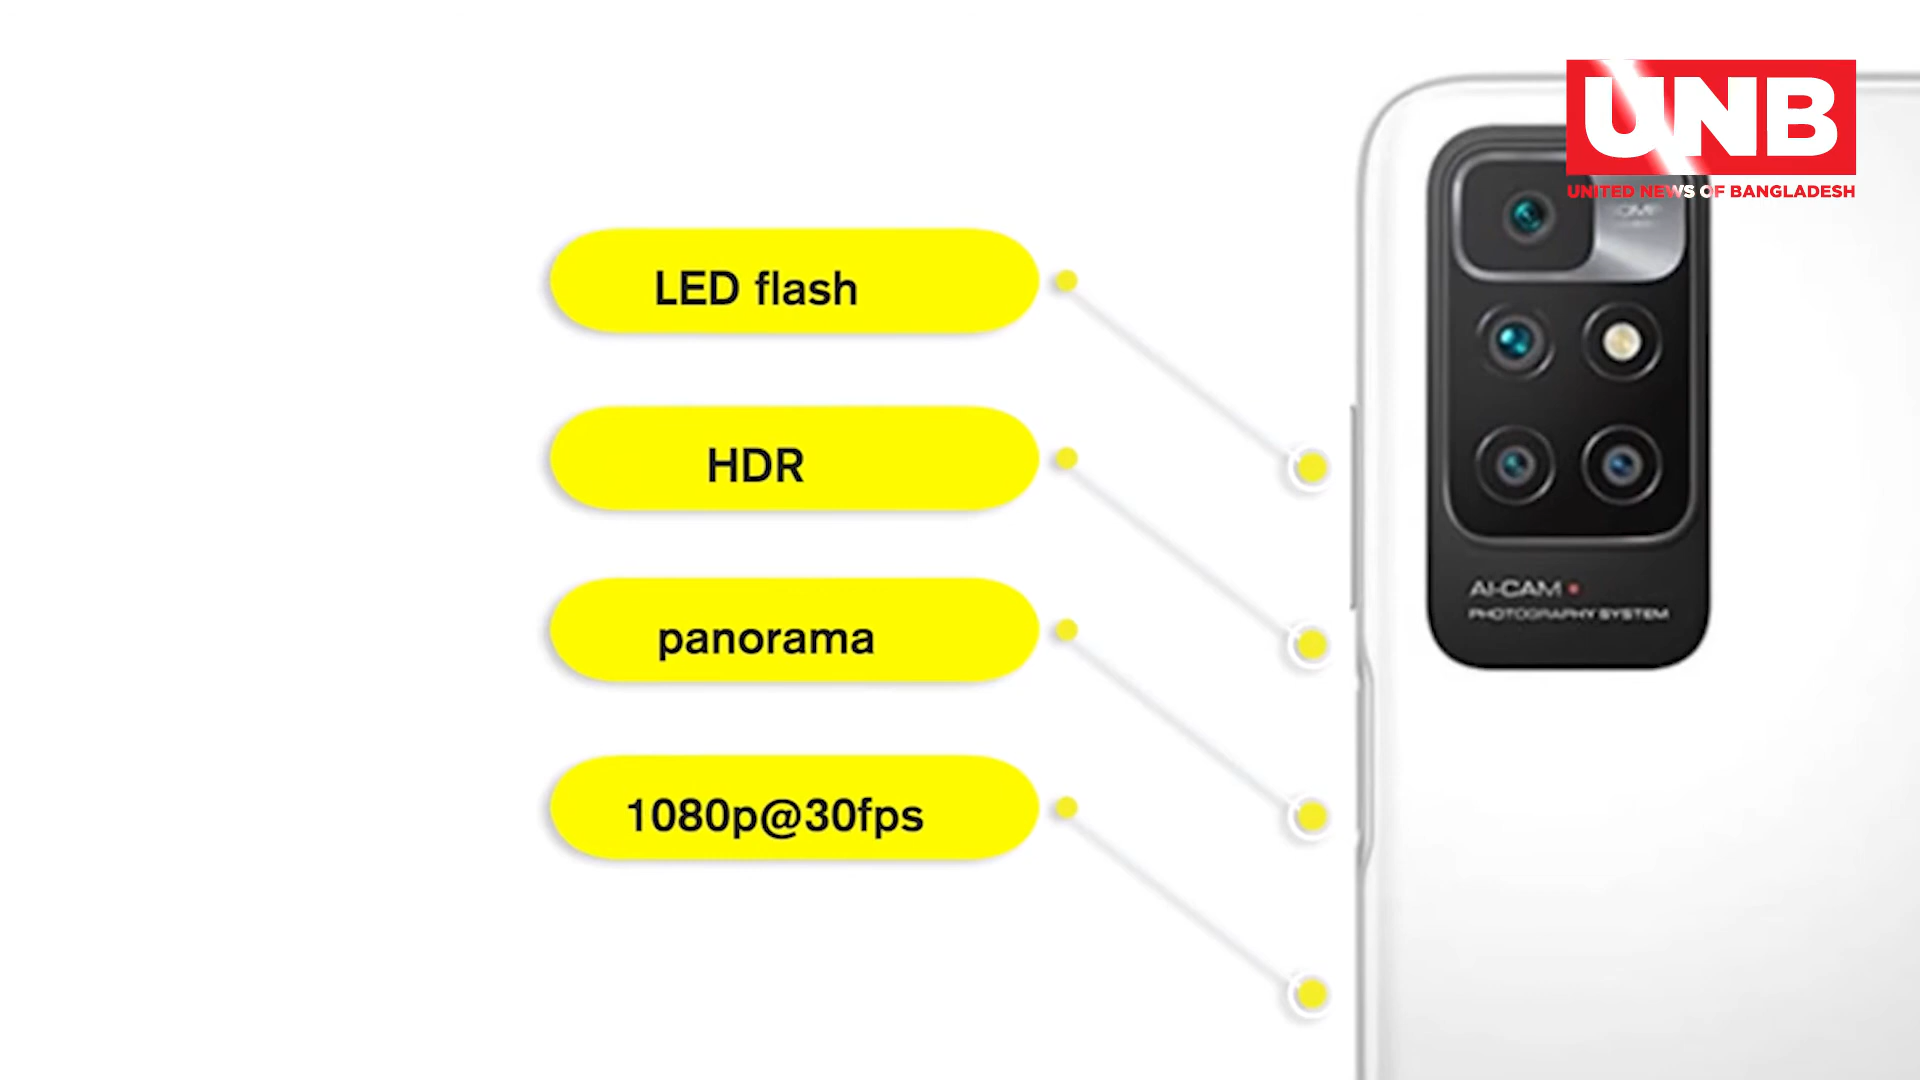 UNB
UNITED NEWS OF BANGLADESH
LED flash
HDR
panorama
1080p@30fps
AI-CAM
PHOTOGRAPHY SYSTEM